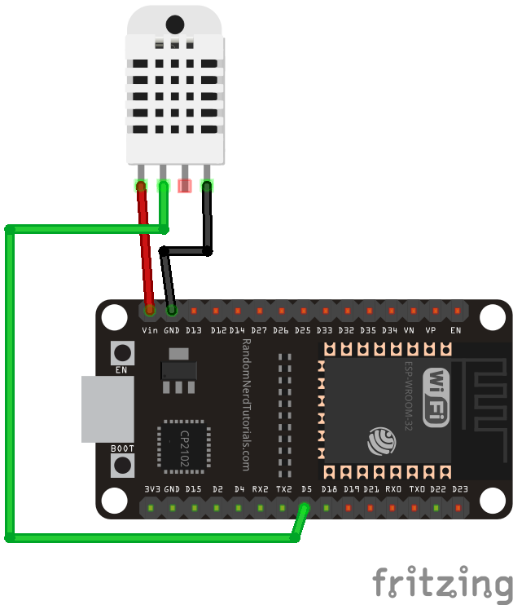 Vin GND D13 D12 D14 D27 D26 D25 D33 D32 D35 D34 VN VP EN
EN
RandomNerdTutorials.com
ESP-WROOM-32
Wi Fi
CP2102
BOOT
3V3 GND D15 D2 D4 RX2 TX2 D5 D18 D19 D21 RX0 TX0 D22 D23
fritzing